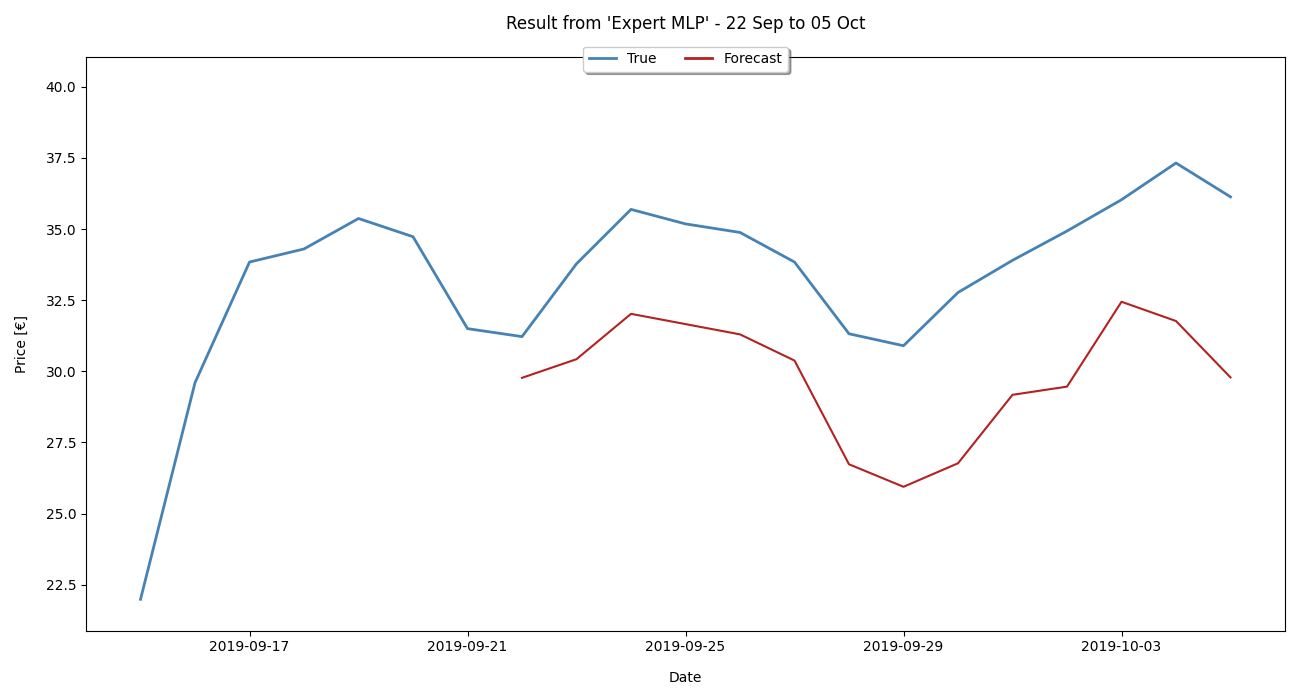 Result from 'Expert MLP' - 22 Sep to 05 Oct
True Forecast
40.0
37.5
35.0
32.5
30.0
27.5
25.0
22.5
Price [€]
2019-09-17 2019-09-21 2019-09-25 2019-09-29 2019-10-03
Date